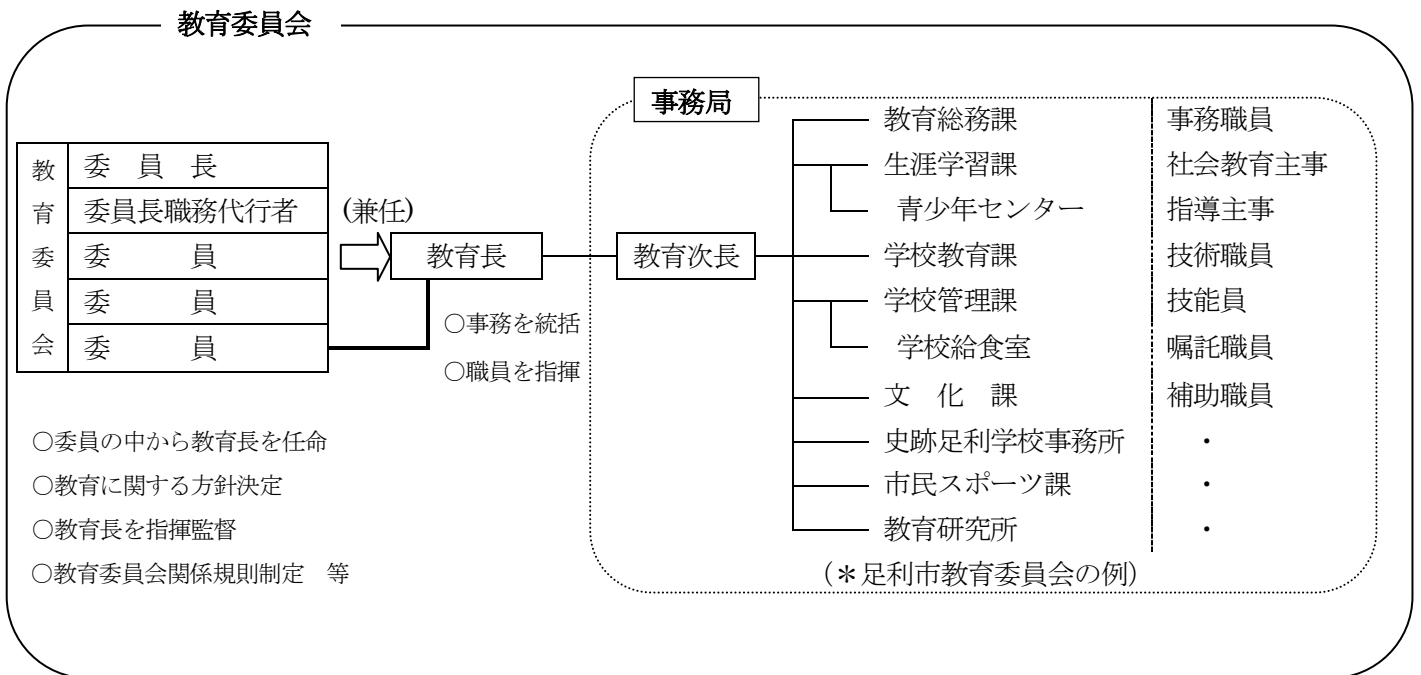 教育委員会
事務局
教育委員会
委　員　長
委員長職務代行者
委　　　員
委　　　員
委　　　員
(兼任)
教育長
○事務を統括
○職員を指揮
教育次長
教育総務課
生涯学習課
青少年センター
学校教育課
学校管理課
学校給食室
文　化　課
史跡足利学校事務所
市民スポーツ課
教育研究所
事務職員
社会教育主事
指導主事
技術職員
技能員
嘱託職員
補助職員
・
・
・
（＊足利市教育委員会の例）
○委員の中から教育長を任命
○教育に関する方針決定
○教育長を指揮監督
○教育委員会関係規則制定　等